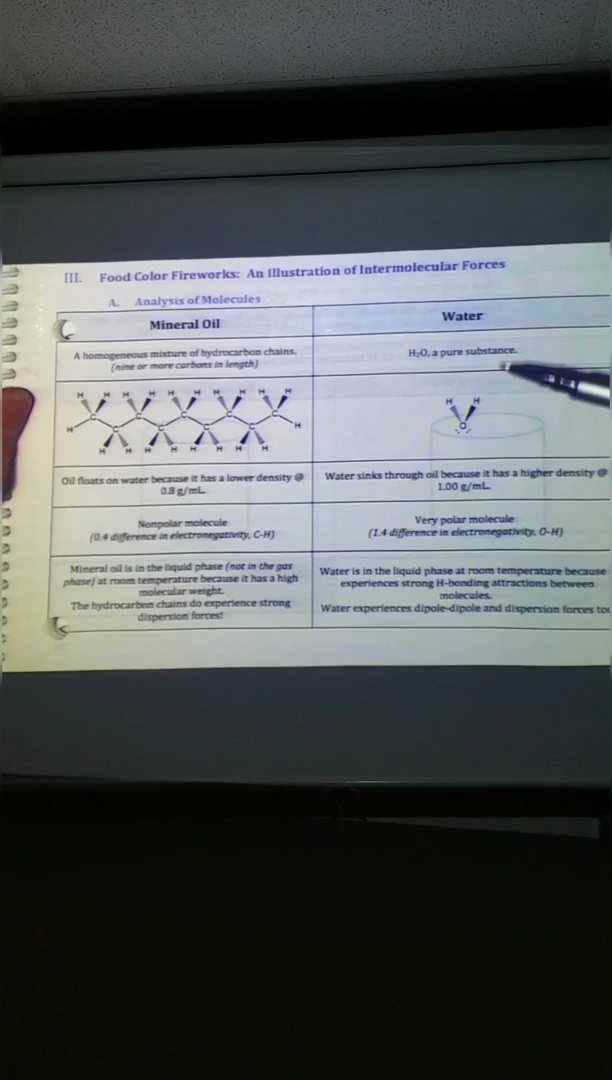 III. Food Color Fireworks: An Illustration of Intermolecular Forces
A. Analysis of Molecules
Mineral Oil
Water
A homogeneous mixture of hydrocarbon chains.
(nine or more carbons in length)
H₂O, a pure substance.
H H H H H H H H H
H C C C C C C C C C H
H H H H H H H H
H H
O
Oil floats on water because it has a lower density @
0.8 g/mL
Water sinks through oil because it has a higher density @
1.00 g/mL
Nonpolar molecule
(0.4 difference in electronegativity, C-H)
Very polar molecule
(1.4 difference in electronegativity, O-H)
Mineral oil is in the liquid phase (not in the gas
phase) at room temperature because it has a high
molecular weight.
The hydrocarbon chains do experience strong
dispersion forces!
Water is in the liquid phase at room temperature because
experiences strong H-bonding attractions between
molecules.
Water experiences dipole-dipole and dispersion forces too